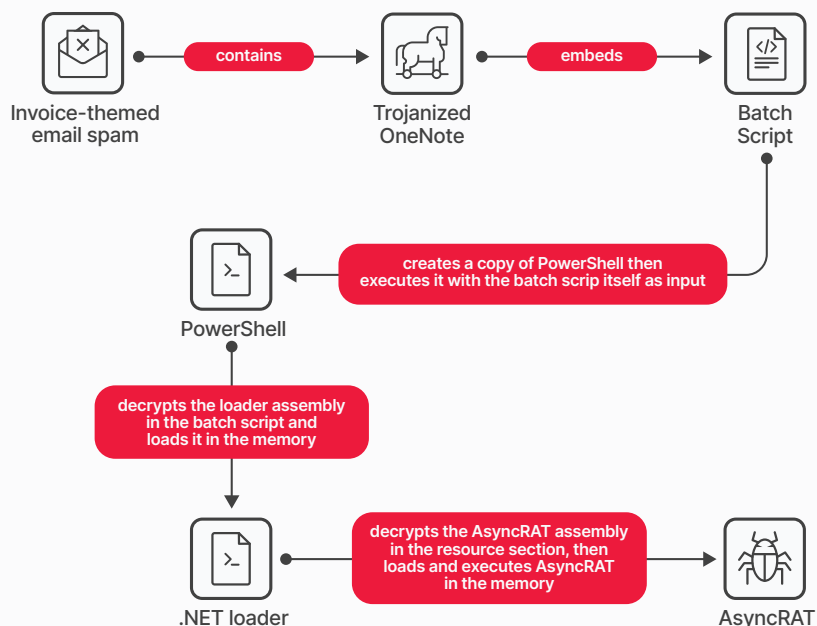 contains
embeds
Invoice-themed
email spam
Trojanized
OneNote
Batch
Script
creates a copy of PowerShell then
executes it with the batch scrip itself as input
PowerShell
decrypts the loader assembly
in the batch script and
loads it in the memory
decrypts the AsyncRAT assembly
in the resource section, then
loads and executes AsyncRAT
in the memory
.NET loader
AsyncRAT